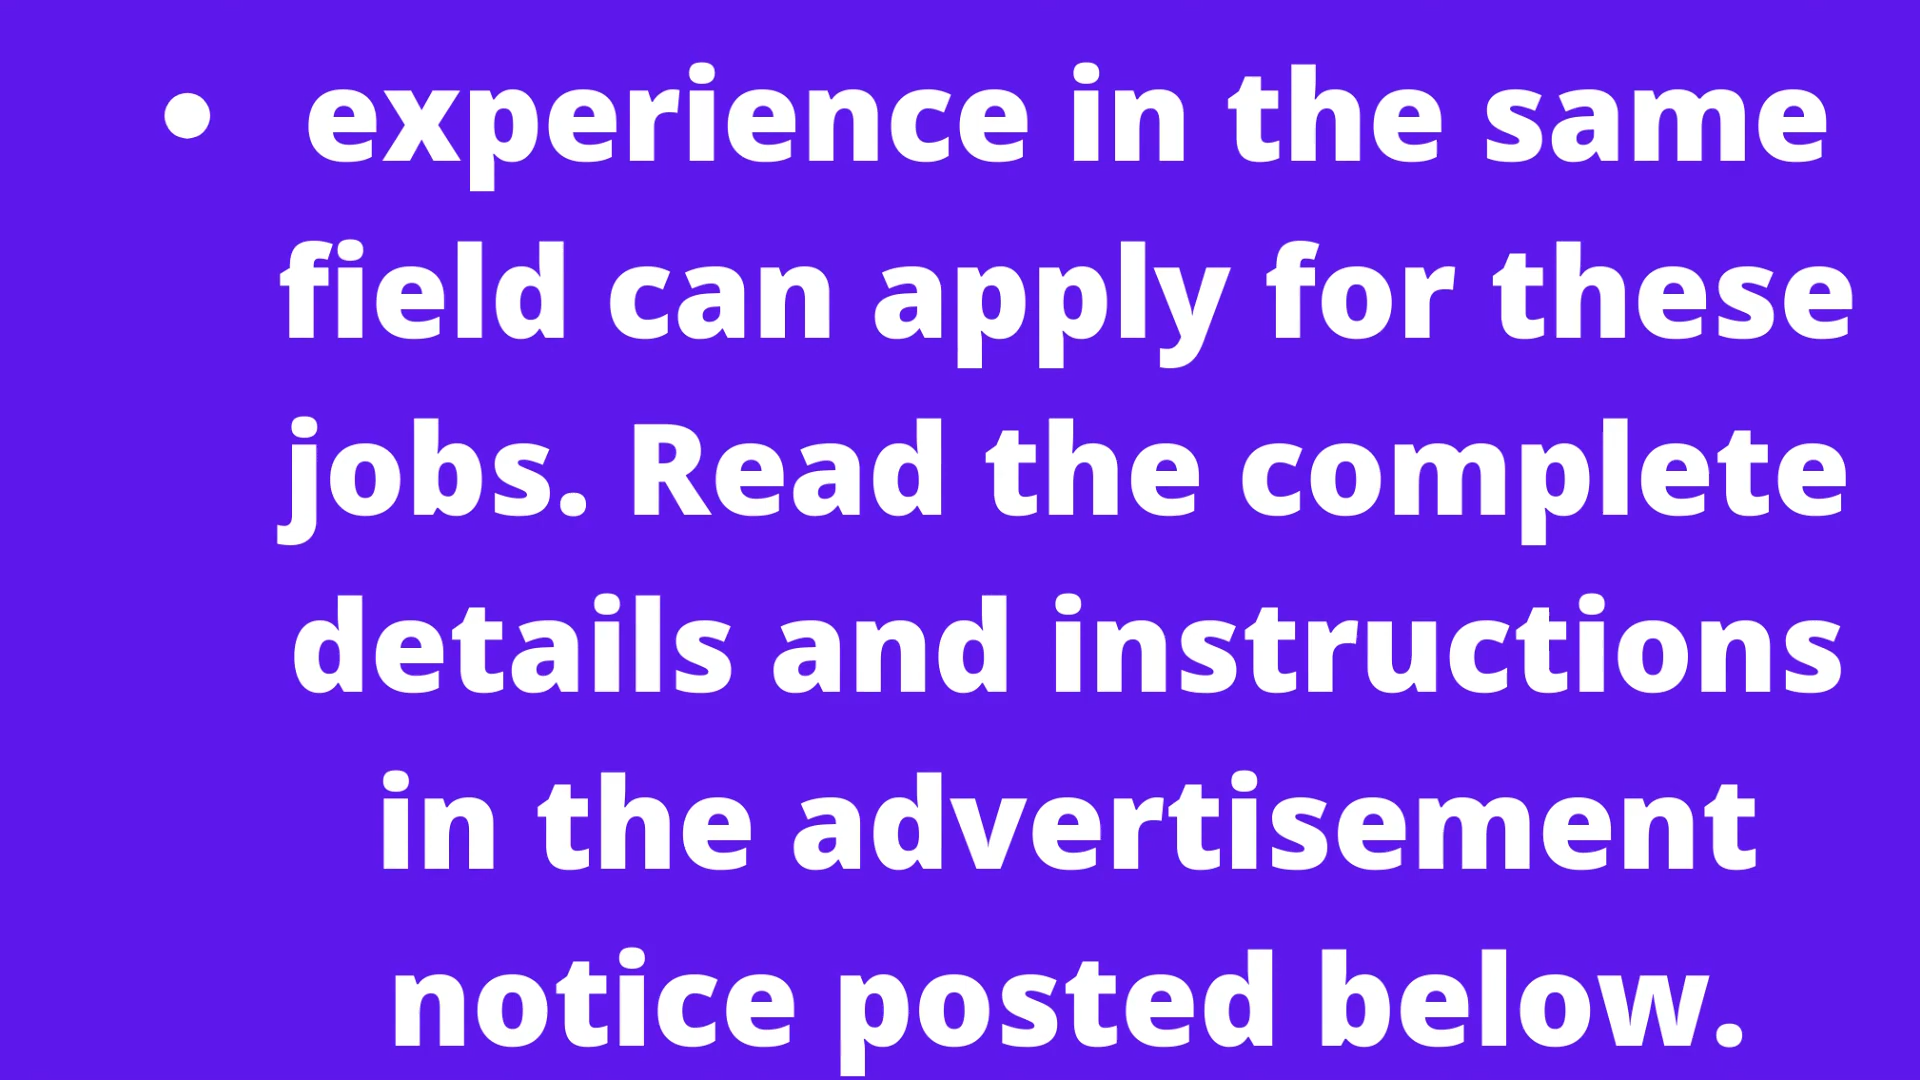 • experience in the same
field can apply for these
jobs. Read the complete
details and instructions
in the advertisement
notice posted below.